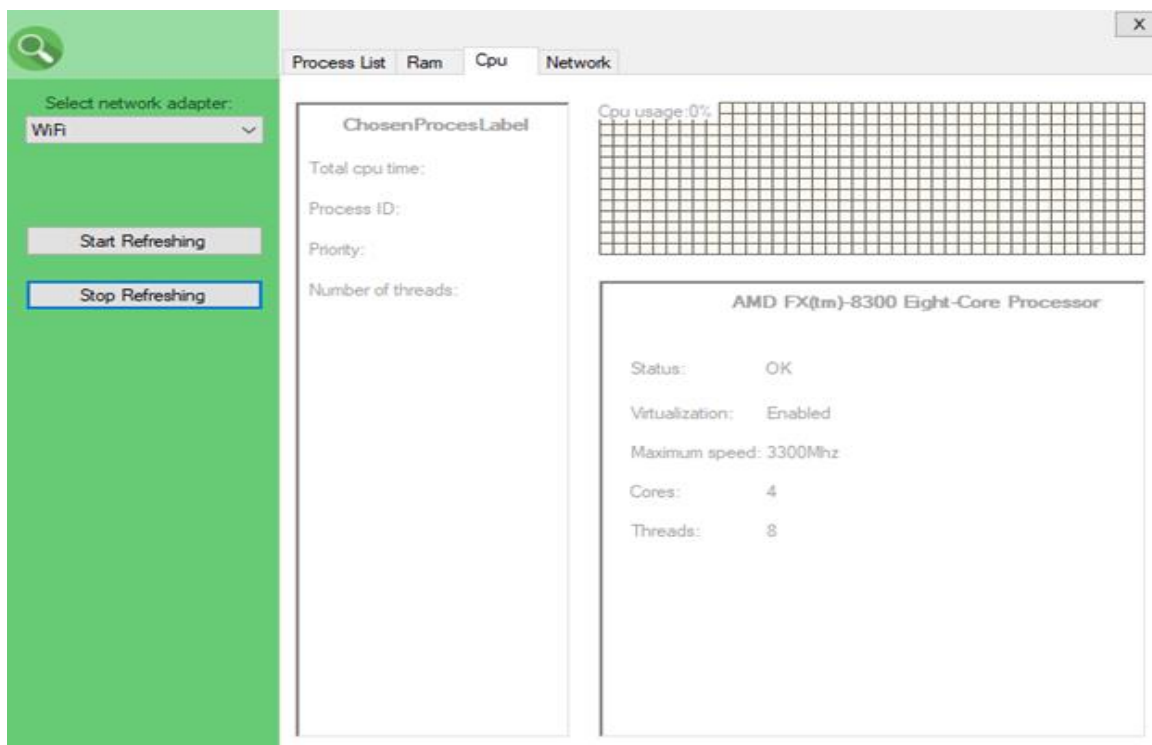 X
Process List Ram Cpu Network
Select network adapter:
WiFi
Start Refreshing
Stop Refreshing
ChosenProcesLabel
Total cpu time:
Process ID:
Priority:
Number of threads:
Cpu usage:0%
AMD FX(tm)-8300 Eight-Core Processor
Status: OK
Virtualization: Enabled
Maximum speed: 3300Mhz
Cores: 4
Threads: 8